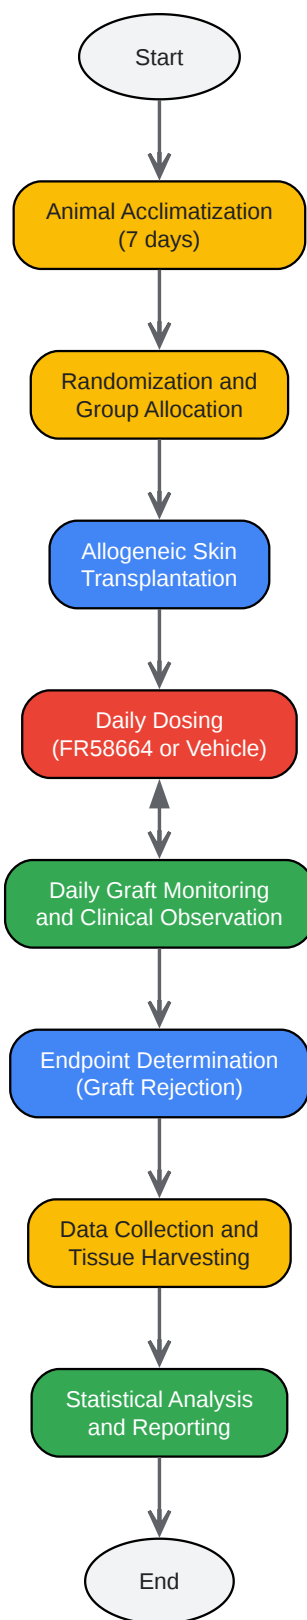 Start
Animal Acclimatization
(7 days)
Randomization and
Group Allocation
Allogeneic Skin
Transplantation
Daily Dosing
(FR58664 or Vehicle)
Daily Graft Monitoring
and Clinical Observation
Endpoint Determination
(Graft Rejection)
Data Collection and
Tissue Harvesting
Statistical Analysis
and Reporting
End